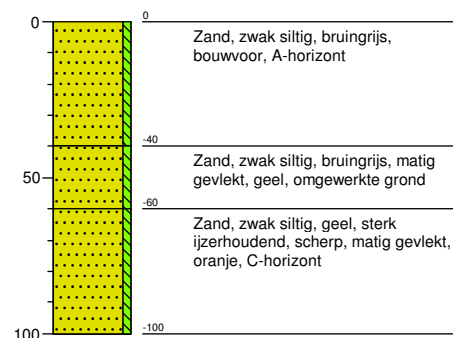 0
0
Zand, zwak siltig, bruingrijs,
bouwvoor, A-horizont
-40
Zand, zwak siltig, bruingrijs, matig
gevlekt, geel, omgewerkte grond
50
-60
Zand, zwak siltig, geel, sterk
ijzerhoudend, scherp, matig gevlekt,
oranje, C-horizont
100
-100